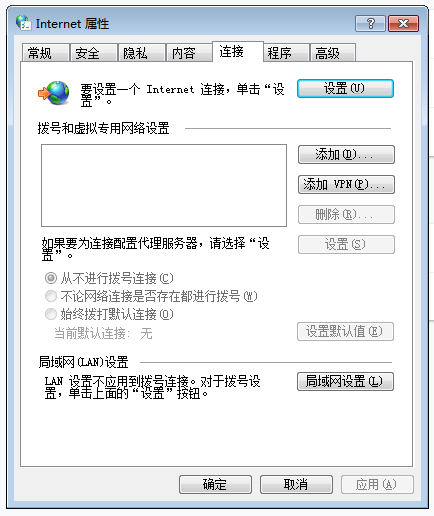 Internet 属性
常规
安全
隐私
内容
连接
程序
高级
要设置一个 Internet 连接，单击“设
置”。
设置(U)
拨号和虚拟专用网络设置
添加(D)...
添加 VPN(P)...
删除(R)...
如果要为连接配置代理服务器，请选择“设
置”。
设置(S)
从不进行拨号连接(C)
不论网络连接是否存在都进行拨号(W)
始终拨打默认连接(O)
当前默认连接: 无
设置默认值(E)
局域网(LAN)设置
LAN 设置不应用到拨号连接。对于拨号设
置，单击上面的“设置”按钮。
局域网设置(L)
确定
取消
应用(A)